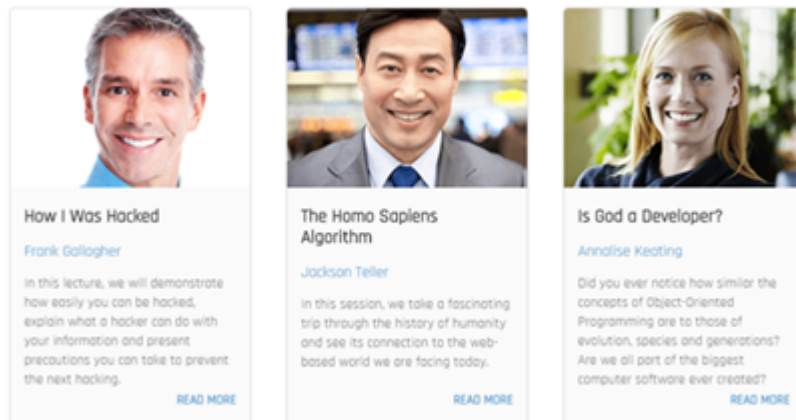 How I Was Hacked
Frank Gallogher
In this lecture, we will demonstrate
how easily you can be hacked,
explain what a hacker can do with
your information and present
precautions you can take to prevent
the next hacking.
READ MORE
The Homo Sapiens
Algorithm
Jackson Teller
In this session, we take a fascinating
trip through the history of humanity
and see its connection to the web-
based world we are facing today.
READ MORE
Is God a Developer?
Annalise Keating
Did you ever notice how similar the
concepts of Object-Oriented
Programming are to those of
evolution, species and generations?
Are we all part of the biggest
computer software ever created?
READ MORE